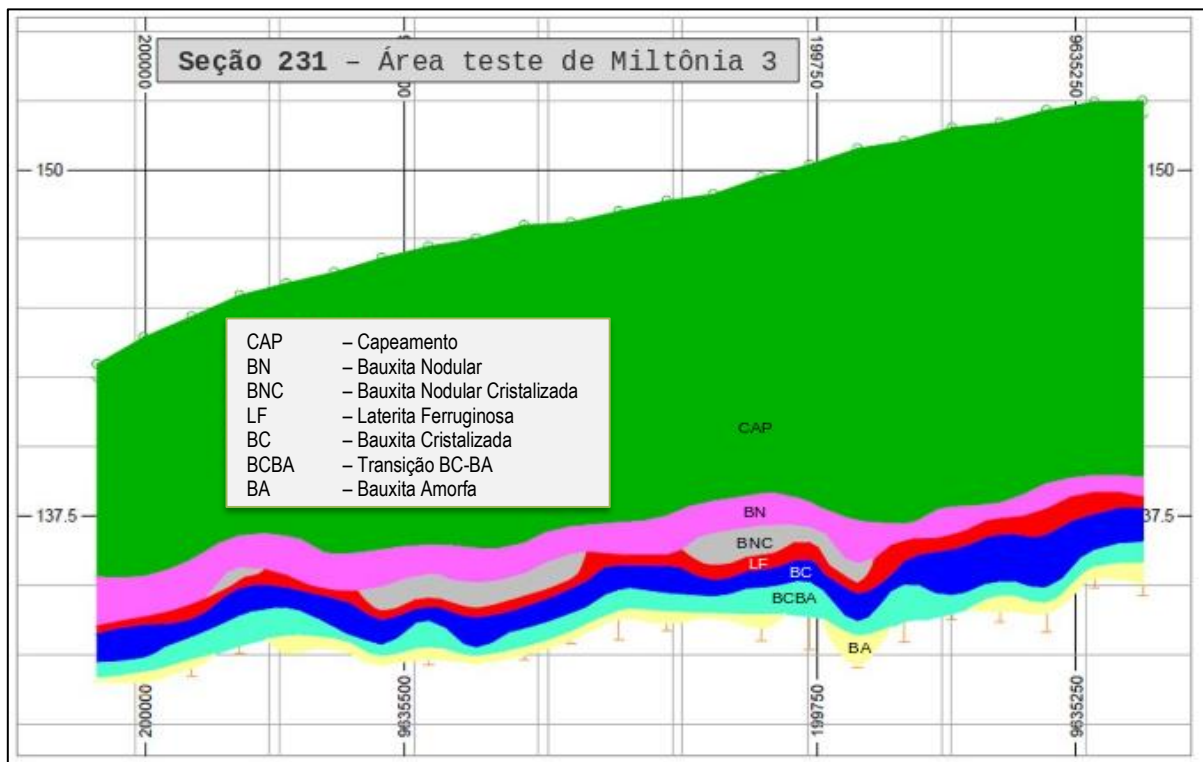 Seção 231 – Área teste de Miltônia 3
200000
199750
9635250
150
150
CAP – Capeamento
BN – Bauxita Nodular
BNC – Bauxita Nodular Cristalizada
LF – Laterita Ferruginosa
BC – Bauxita Cristalizada
BCBA – Transição BC-BA
BA – Bauxita Amorfa
CAP
137.5
37.5
BN
BNC
LF
BC
BCBA
BA
200000
9635500
199750
9635250